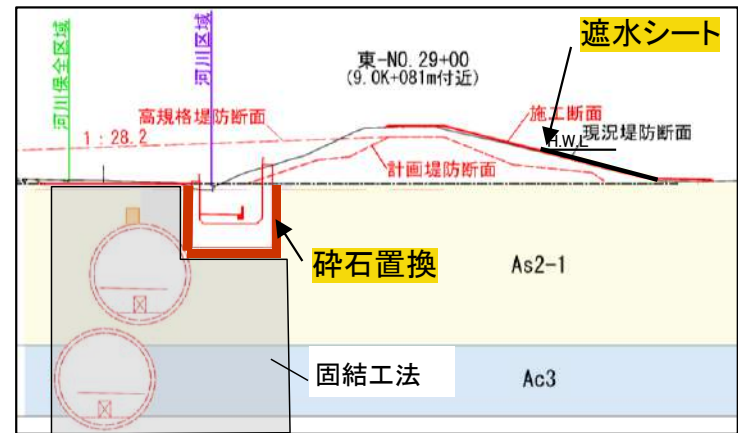 河川保全区域
河川区域
東-NO. 29+00
(9.0K+081m付近)
遮水シート
高規格堤防断面
施工断面
1 : 28.2
H.W.L
現況堤防断面
計画堤防断面
砕石置換
As2-1
固結工法
Ac3